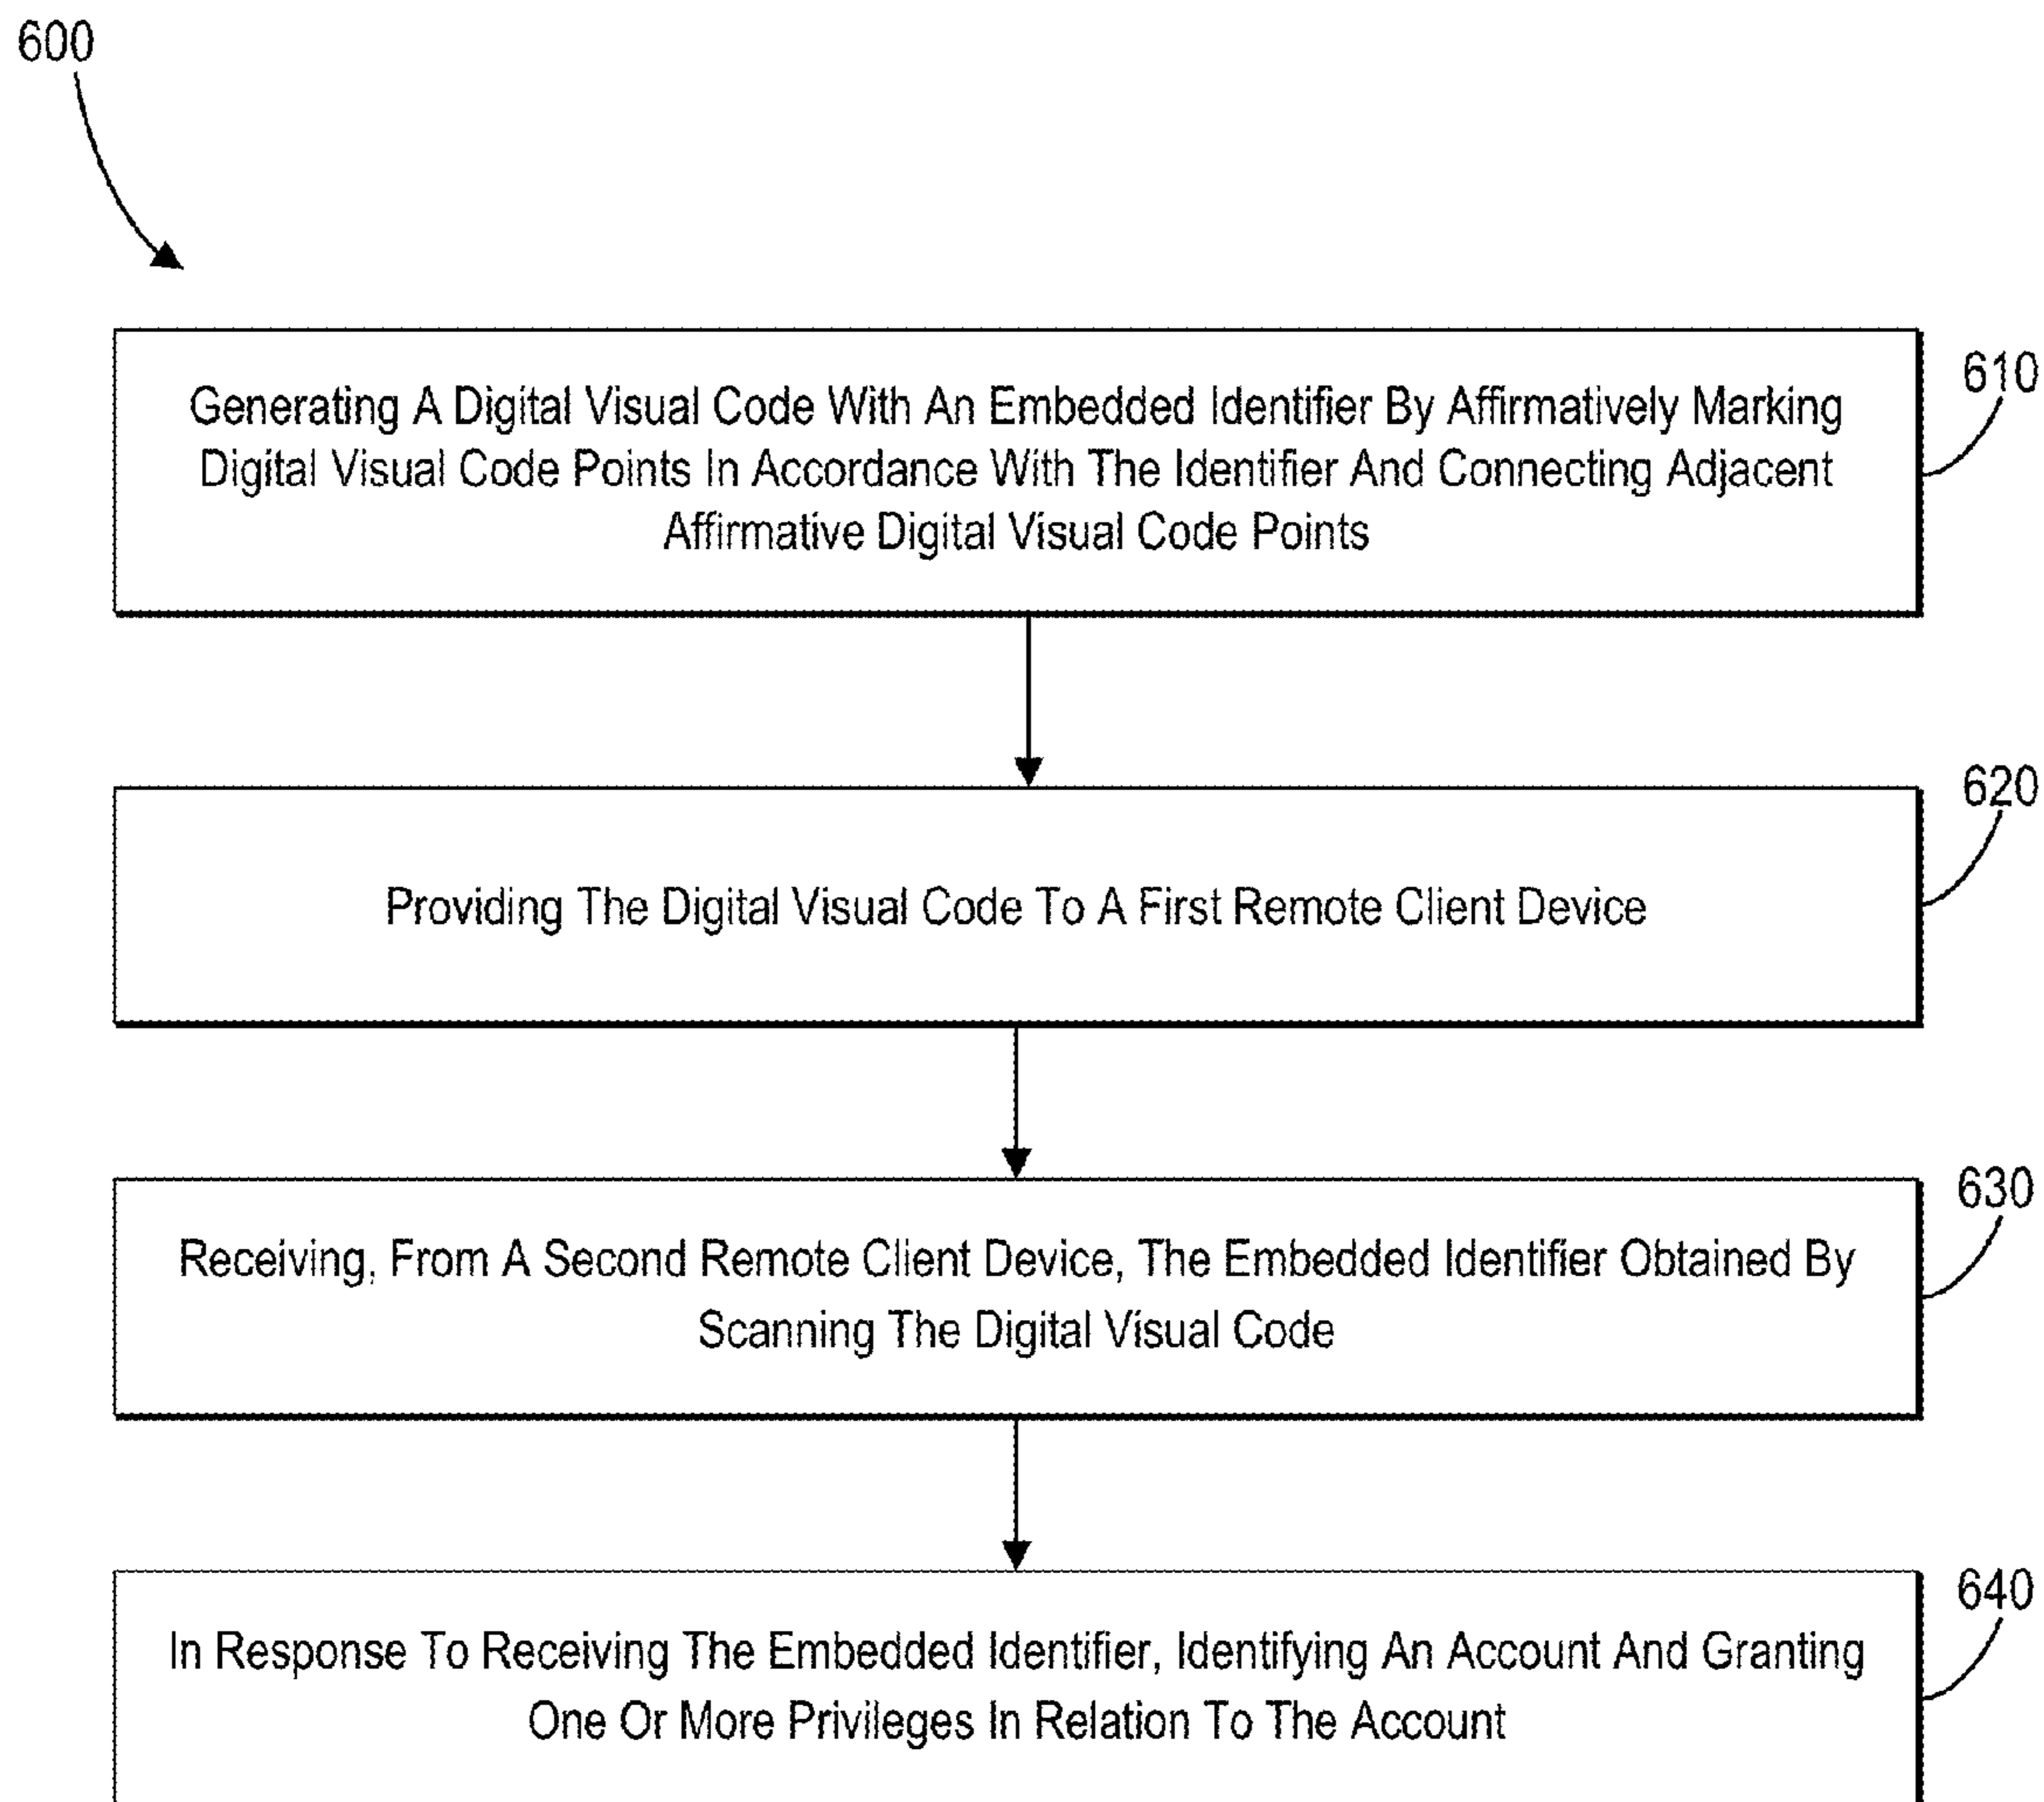 600
Generating A Digital Visual Code With An Embedded Identifier By Affirmatively Marking
Digital Visual Code Points In Accordance With The Identifier And Connecting Adjacent
Affirmative Digital Visual Code Points
610
Providing The Digital Visual Code To A First Remote Client Device
620
Receiving, From A Second Remote Client Device, The Embedded Identifier Obtained By
Scanning The Digital Visual Code
630
In Response To Receiving The Embedded Identifier, Identifying An Account And Granting
One Or More Privileges In Relation To The Account
640